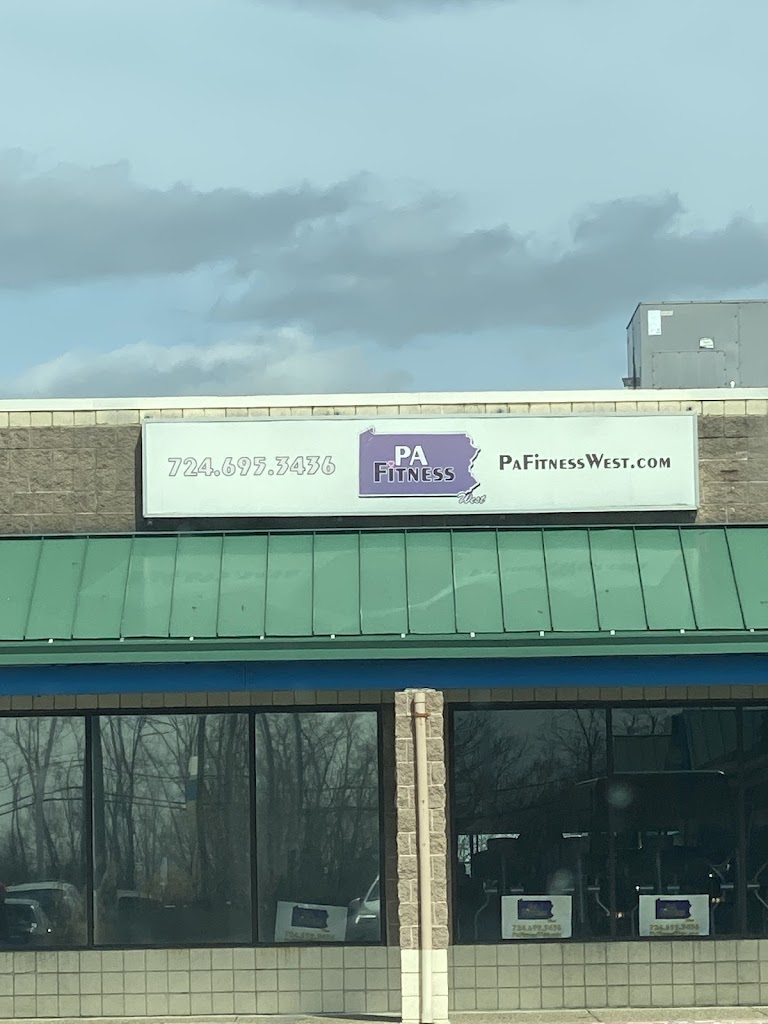 724.695.3436
PA
FITNESS
West
PAFITNESSWEST.COM